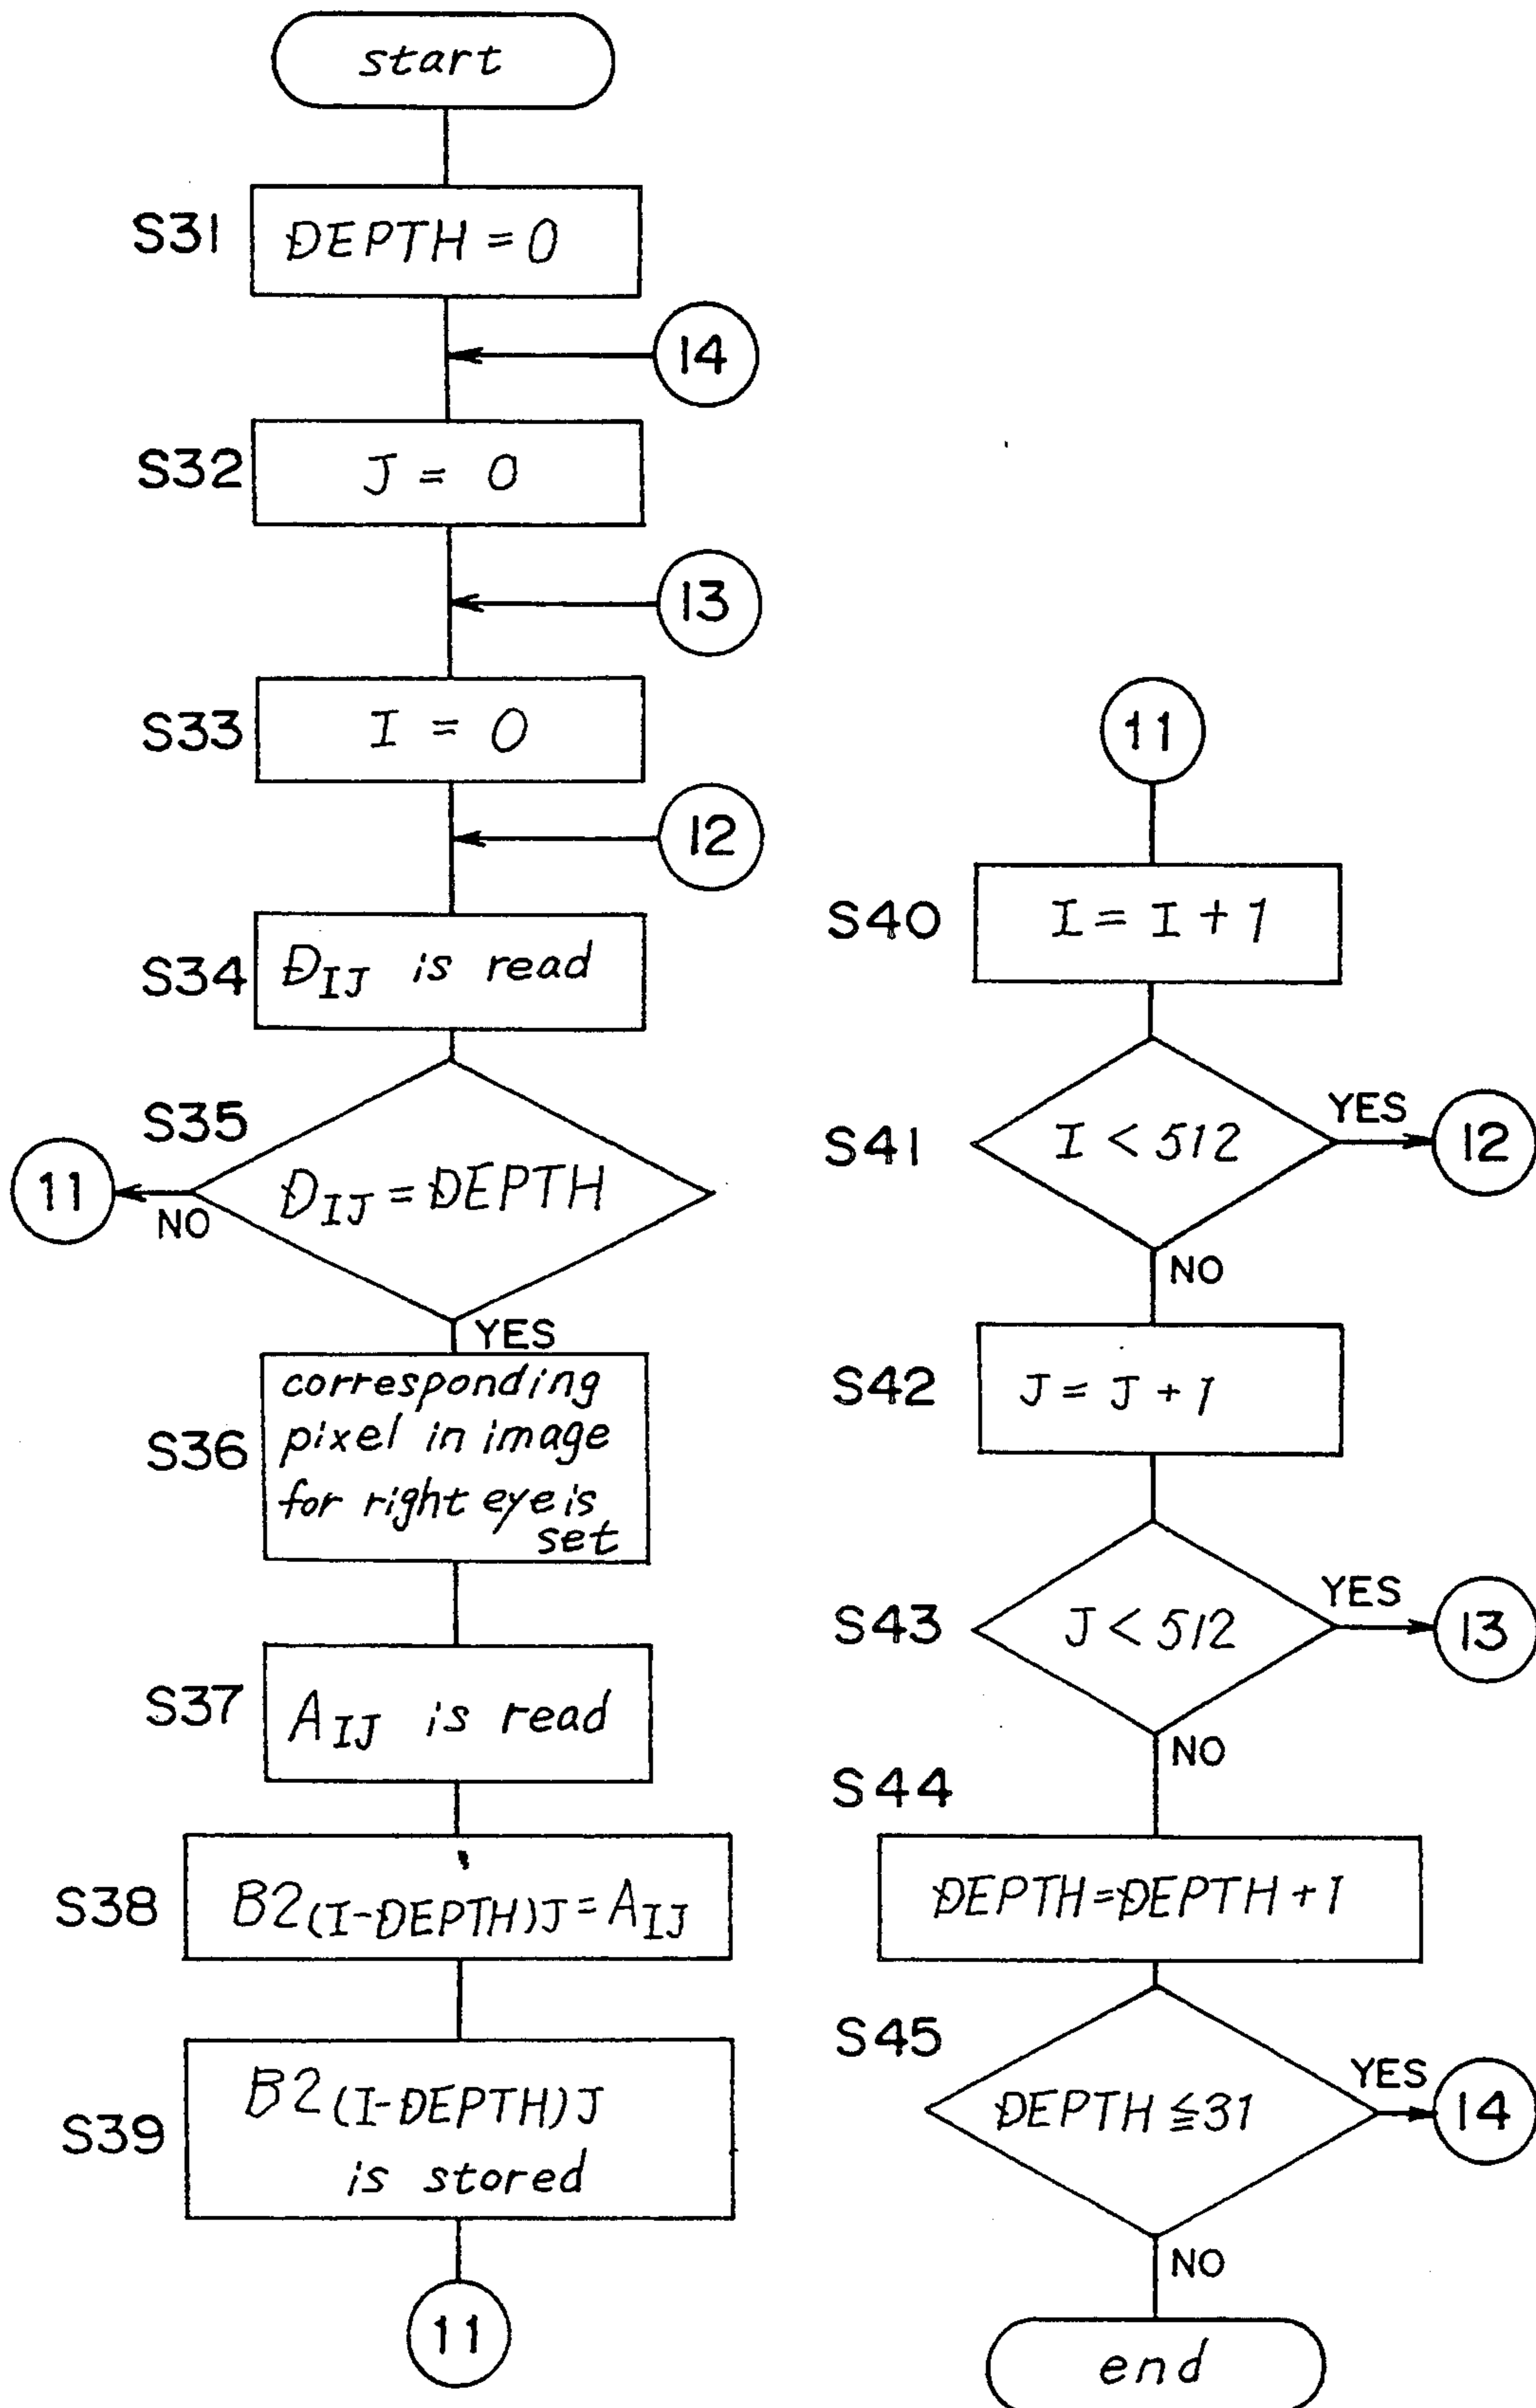 start
S31
DEPTH = 0
14
S32
J = 0
13
S33
I = 0
12
S34
DIJ is read
S35
DIJ = DEPTH
11
NO
YES
S36
corresponding
pixel in image
for right eye is
set
S37
AIJ is read
S38
B2(I-DEPTH)J = AIJ
S39
B2(I-DEPTH)J
is stored
11
11
S40
I = I + 1
S41
I < 512
YES
12
NO
S42
J = J + 1
S43
J < 512
YES
13
NO
S44
DEPTH=DEPTH + 1
S45
DEPTH ≦ 31
YES
14
NO
end